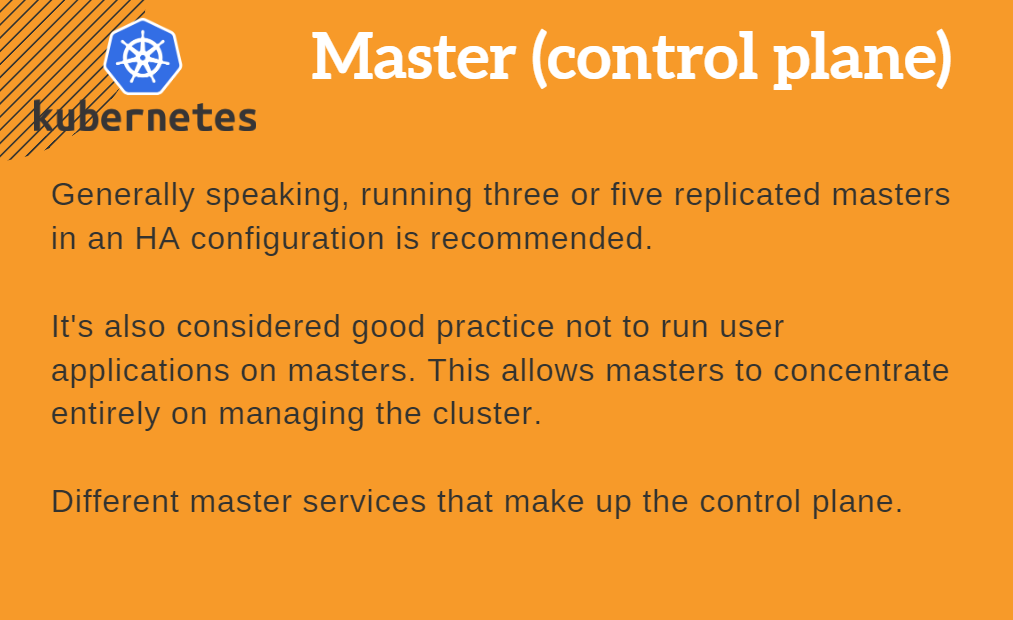 Master (control plane)
kubernetes
Generally speaking, running three or five replicated masters
in an HA configuration is recommended.
It's also considered good practice not to run user
applications on masters. This allows masters to concentrate
entirely on managing the cluster.
Different master services that make up the control plane.